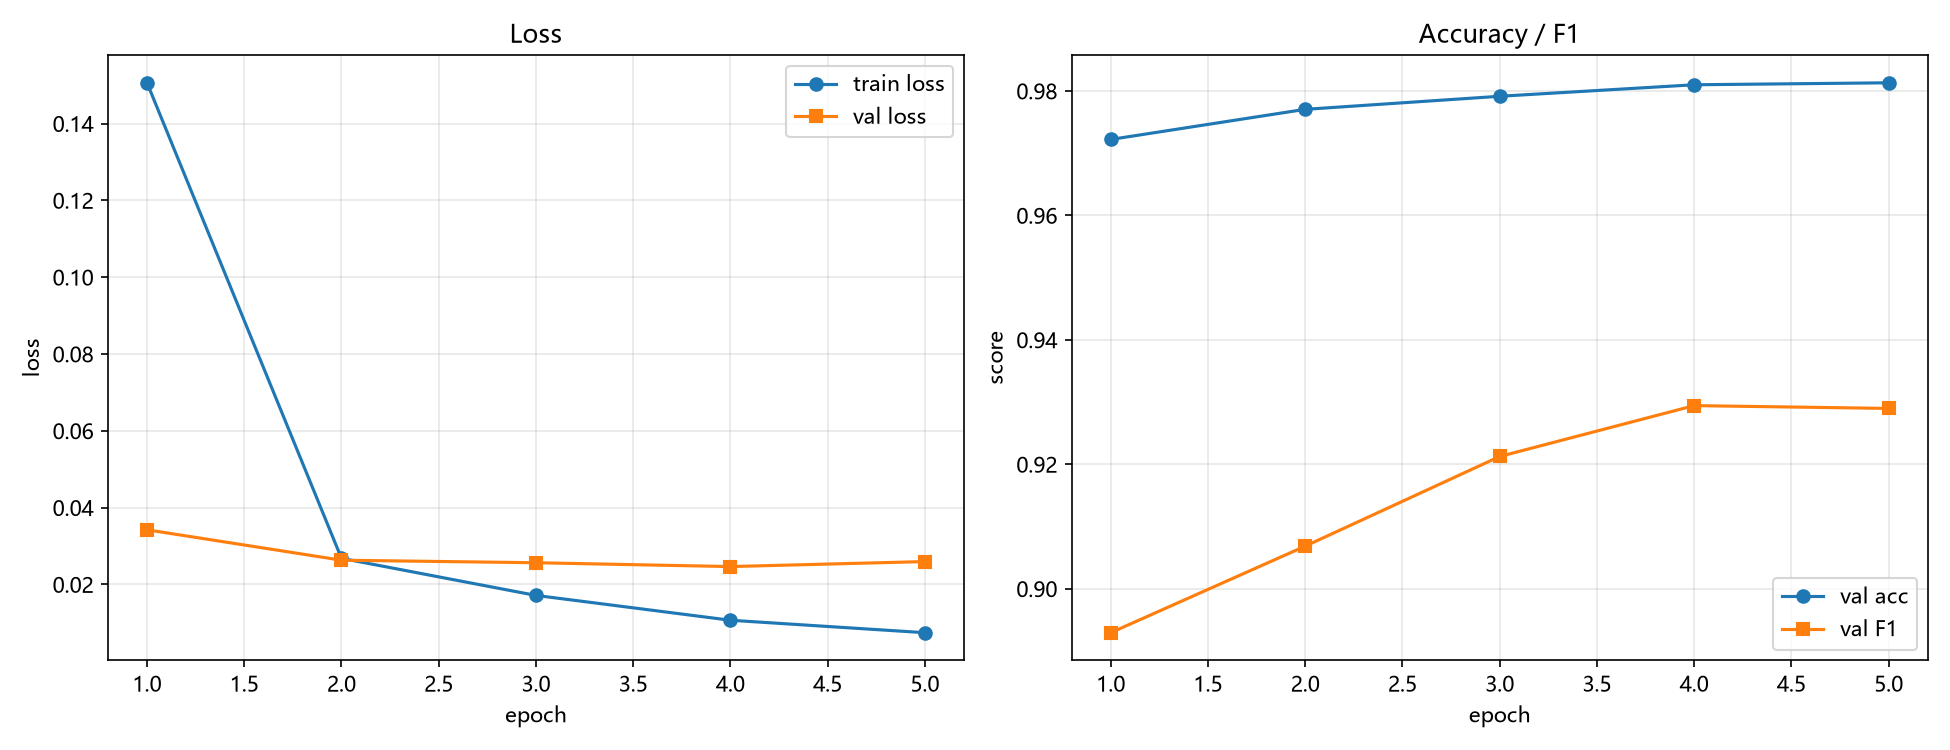 Loss
train loss
val loss
0.14
0.12
0.10
0.08
0.06
0.04
0.02
loss
1.0 1.5 2.0 2.5 3.0 3.5 4.0 4.5 5.0
epoch
Accuracy / F1
0.98
0.96
0.94
0.92
0.90
score
val acc
val F1
1.0 1.5 2.0 2.5 3.0 3.5 4.0 4.5 5.0
epoch